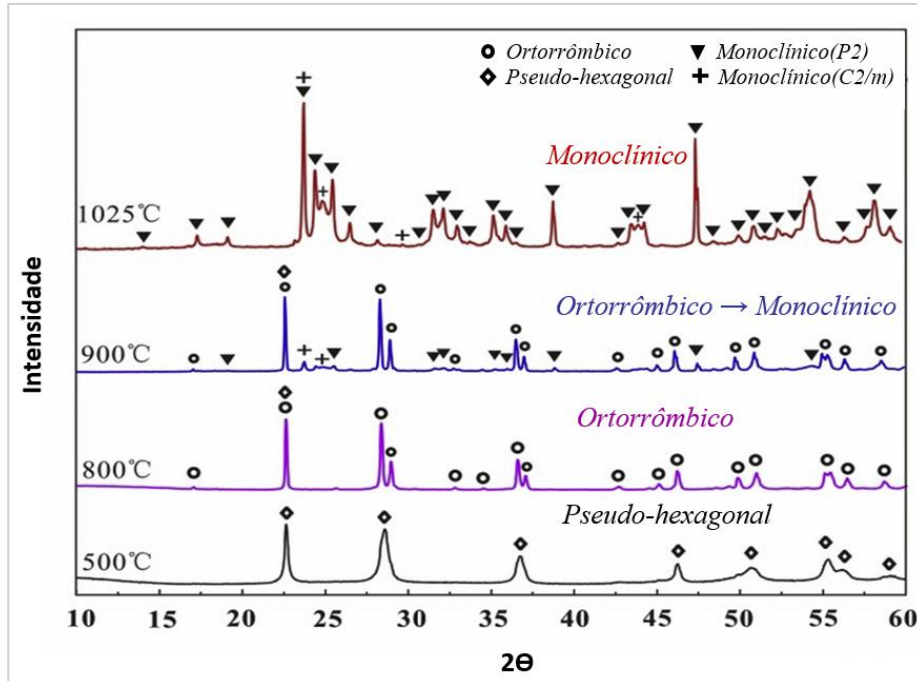 Ortorrômbico
Monoclínico(P2)
Pseudo-hexagonal
Monoclínico(C2/m)
Monoclínico
1025℃
Ortorrômbico → Monoclínico
900℃
Ortorrômbico
800℃
Pseudo-hexagonal
500℃
Intensidade
10 15 20 25 30 35 40 45 50 55 60
2Ɵ